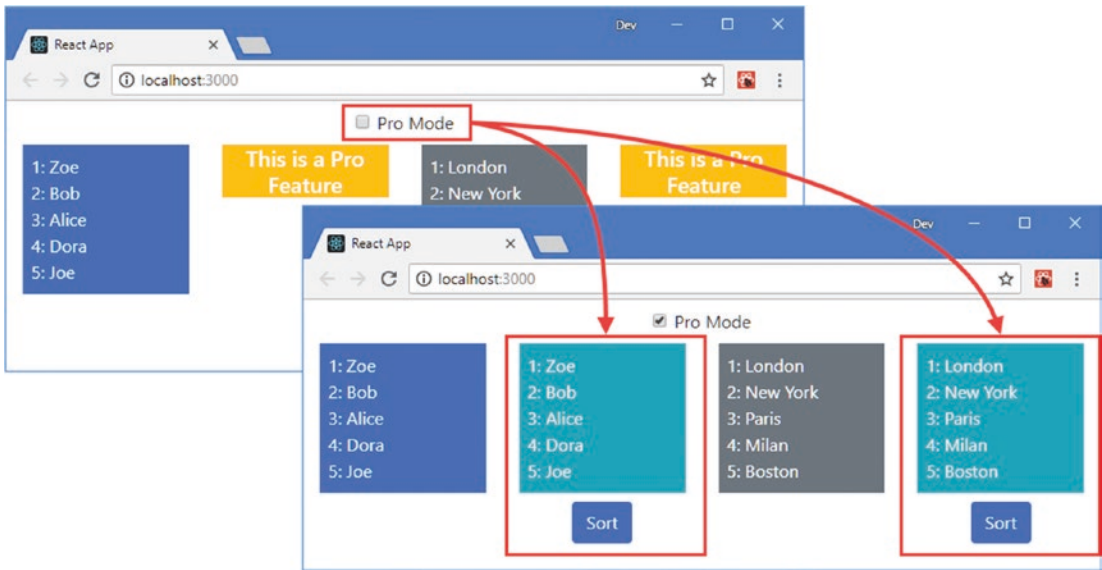 Dev
React App
localhost:3000
Pro Mode
1: Zoe
2: Bob
3: Alice
4: Dora
5: Joe
This is a Pro
Feature
1: London
2: New York
This is a Pro
Feature
Dev
React App
localhost:3000
Pro Mode
1: Zoe
2: Bob
3: Alice
4: Dora
5: Joe
1: Zoe
2: Bob
3: Alice
4: Dora
5: Joe
Sort
1: London
2: New York
3: Paris
4: Milan
5: Boston
1: London
2: New York
3: Paris
4: Milan
5: Boston
Sort